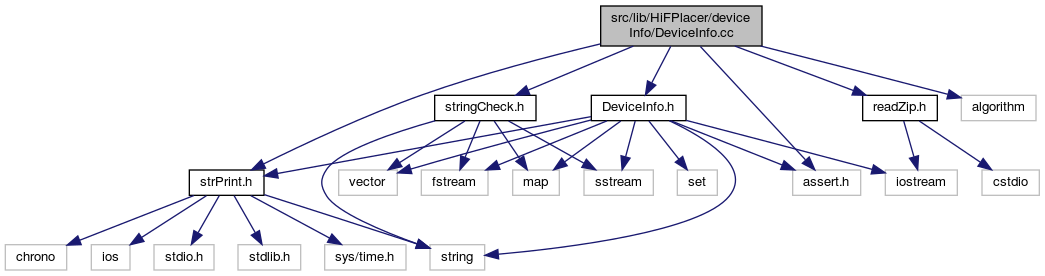 src/lib/HiFPlacer/device
Info/DeviceInfo.cc
stringCheck.h
DeviceInfo.h
readZip.h
algorithm
strPrint.h
vector
fstream
map
sstream
set
assert.h
iostream
cstdio
chrono
ios
stdio.h
stdlib.h
sys/time.h
string